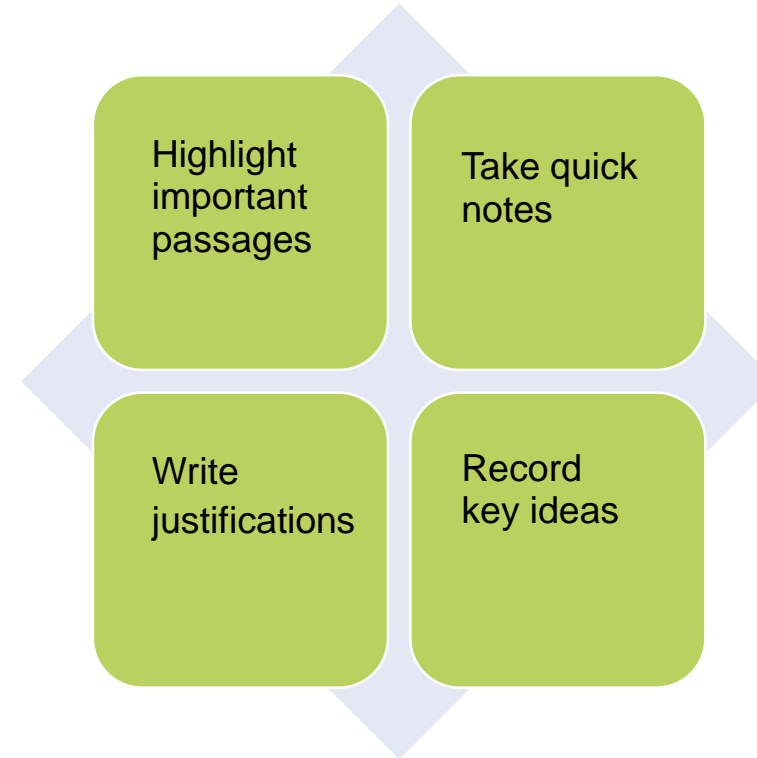 Highlight
important
passages
Take quick
notes
Write
justifications
Record
key ideas